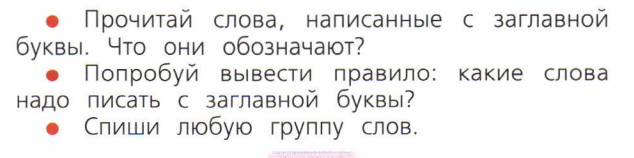 ● Прочитай слова, написанные с заглавной
буквы. Что они обозначают?
● Попробуй вывести правило: какие слова
надо писать с заглавной буквы?
● Спиши любую группу слов.